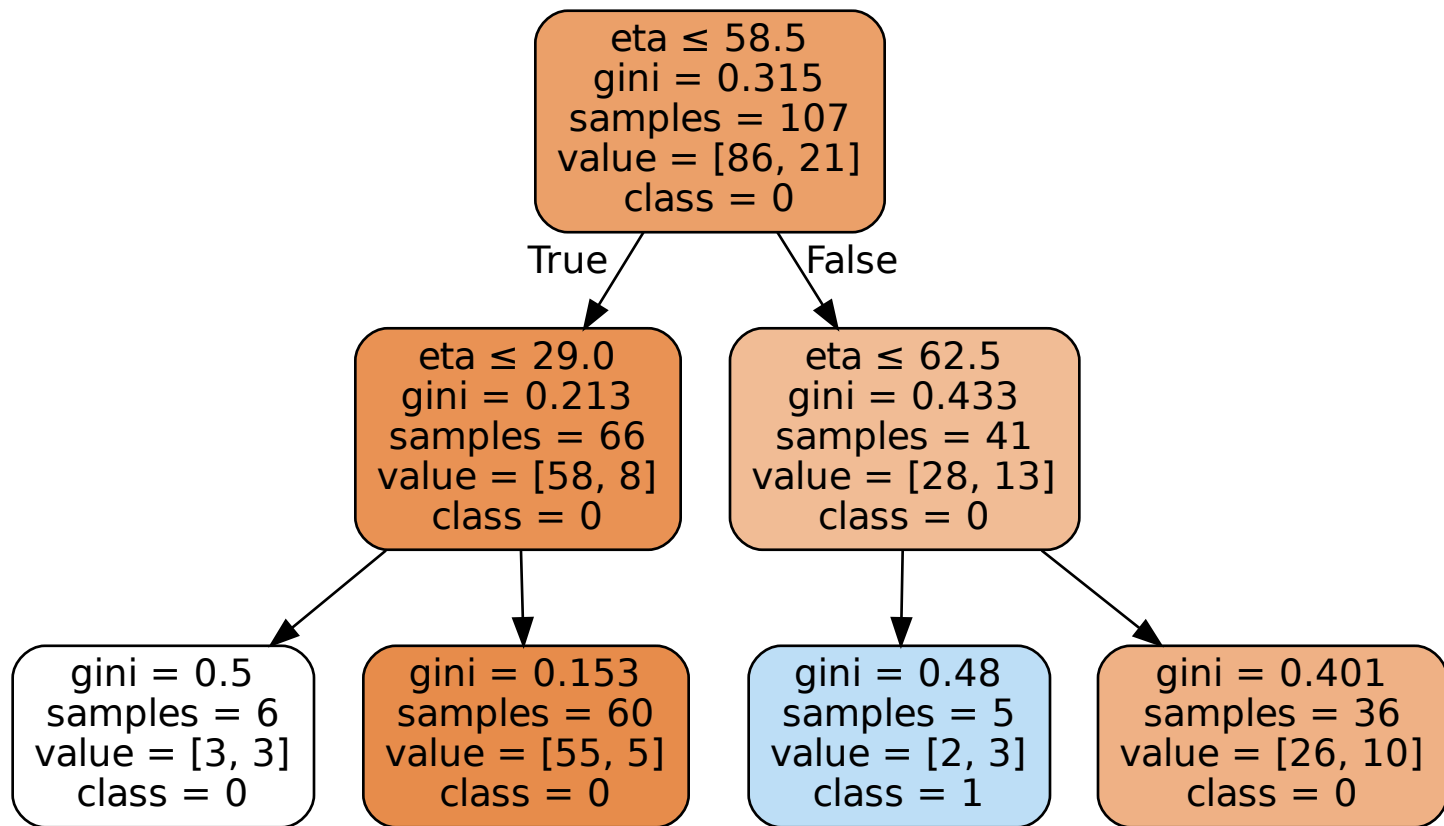 eta ≤ 58.5
gini = 0.315
samples = 107
value = [86, 21]
class = 0
True
False
eta ≤ 29.0
gini = 0.213
samples = 66
value = [58, 8]
class = 0
eta ≤ 62.5
gini = 0.433
samples = 41
value = [28, 13]
class = 0
gini = 0.5
samples = 6
value = [3, 3]
class = 0
gini = 0.153
samples = 60
value = [55, 5]
class = 0
gini = 0.48
samples = 5
value = [2, 3]
class = 1
gini = 0.401
samples = 36
value = [26, 10]
class = 0